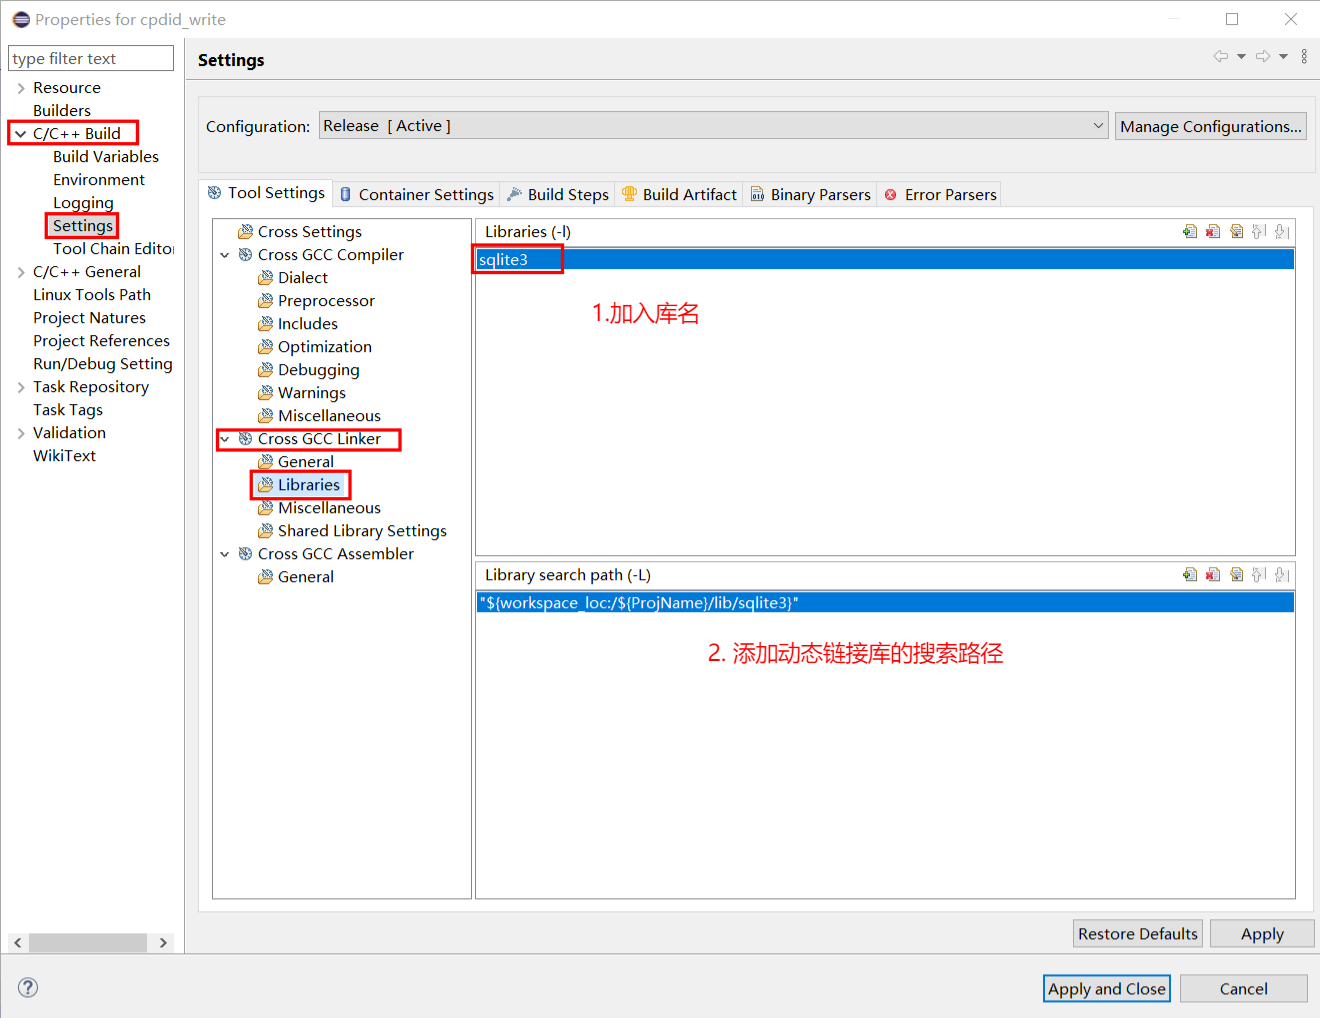 Properties for cpdid_write
type filter text
Resource
Builders
C/C++ Build
Build Variables
Environment
Logging
Settings
Tool Chain Editor
C/C++ General
Linux Tools Path
Project Natures
Project References
Run/Debug Setting
Task Repository
Task Tags
Validation
WikiText
Settings
Configuration:
Release [ Active ]
Manage Configurations...
Tool Settings
Container Settings
Build Steps
Build Artifact
Binary Parsers
Error Parsers
Cross Settings
Cross GCC Compiler
Dialect
Preprocessor
Includes
Optimization
Debugging
Warnings
Miscellaneous
Cross GCC Linker
General
Libraries
Miscellaneous
Shared Library Settings
Cross GCC Assembler
General
Libraries (-l)
sqlite3
1.加入库名
Library search path (-L)
"${workspace_loc:/${ProjName}/lib/sqlite3}"
2. 添加动态链接库的搜索路径
Restore Defaults
Apply
Apply and Close
Cancel